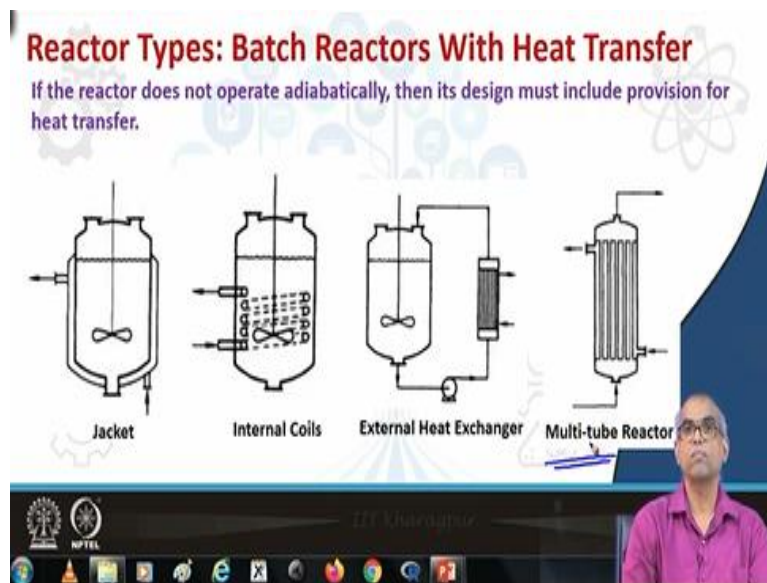 Reactor Types: Batch Reactors With Heat Transfer
If the reactor does not operate adiabatically, then its design must include provision for
heat transfer.
Jacket
Internal Coils
External Heat Exchanger
Multi-tube Reactor
IIT Kharagpur
NPTEL